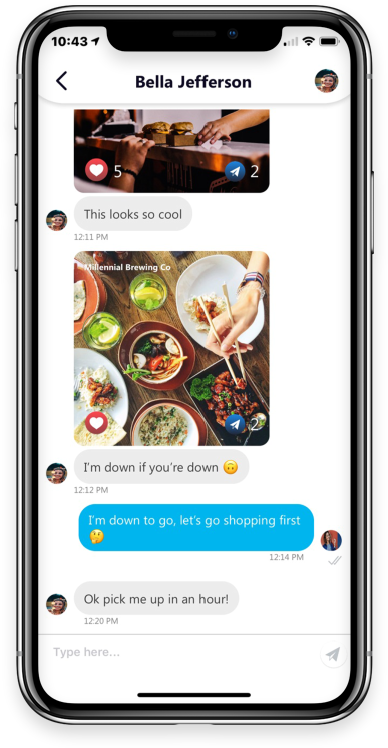 10:43
Bella Jefferson
5
2
This looks so cool
12:11 PM
Millennial Brewing Co
2
I'm down if you're down 🙃
12:12 PM
I'm down to go, let's go shopping first
🤔
12:14 PM
Ok pick me up in an hour!
12:20 PM
Type here...